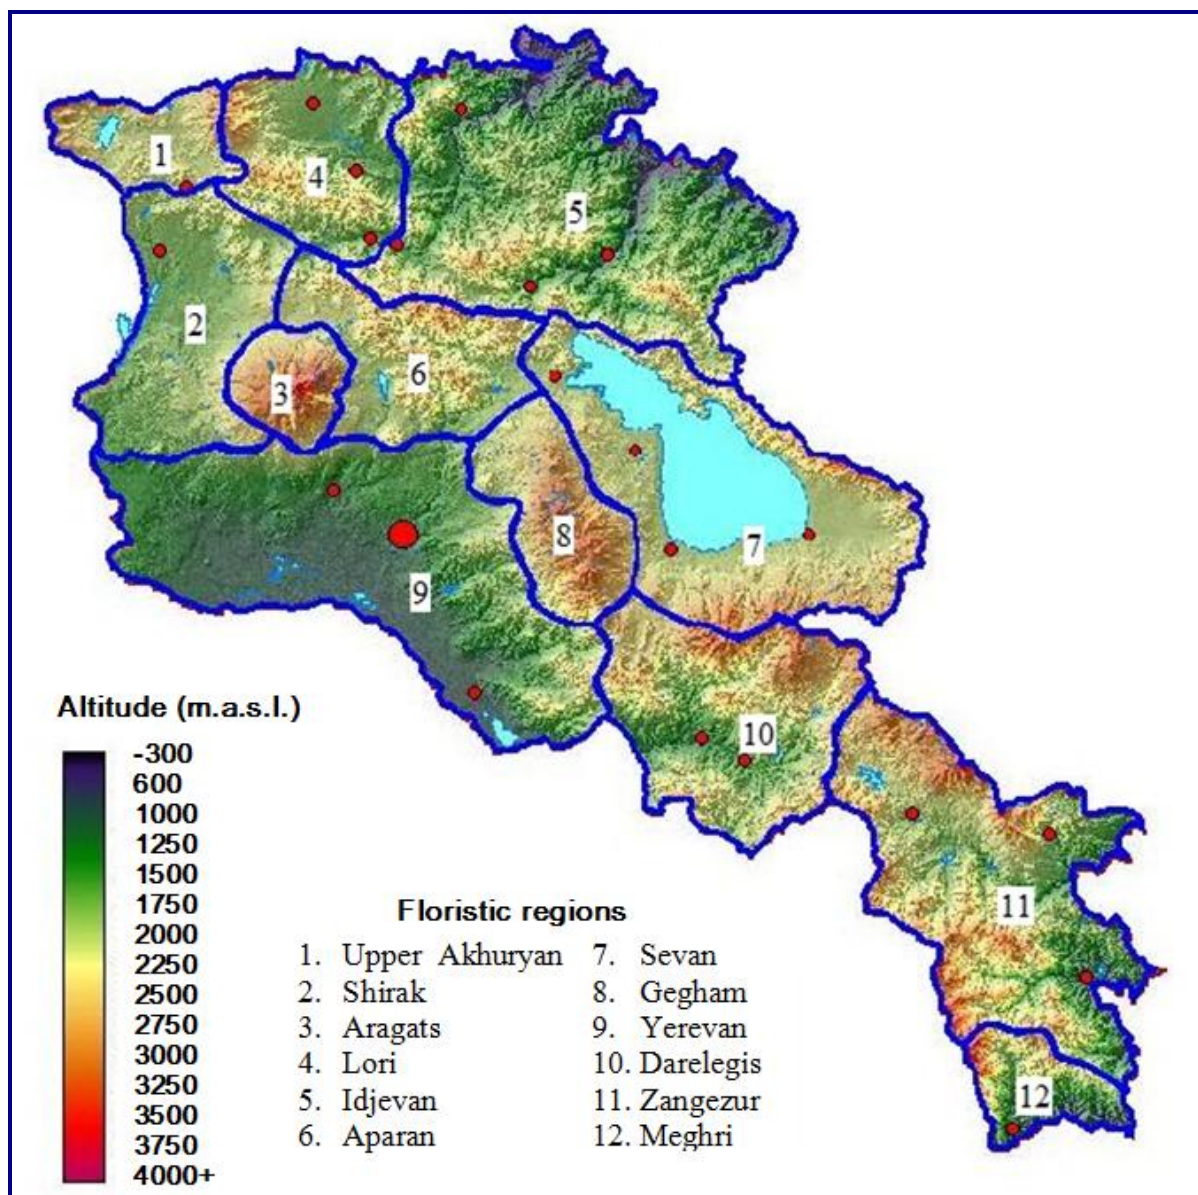 1
4
5
2
6
3
8
7
9
10
11
12
Altitude (m.a.s.l.)
-300
600
1000
1250
1500
1750
2000
2250
2500
2750
3000
3250
3500
3750
4000+
Floristic regions
1. Upper Akhuryan
2. Shirak
3. Aragats
4. Lori
5. Idjevan
6. Aparan
7. Sevan
8. Gegham
9. Yerevan
10. Darelegis
11. Zangezur
12. Meghri